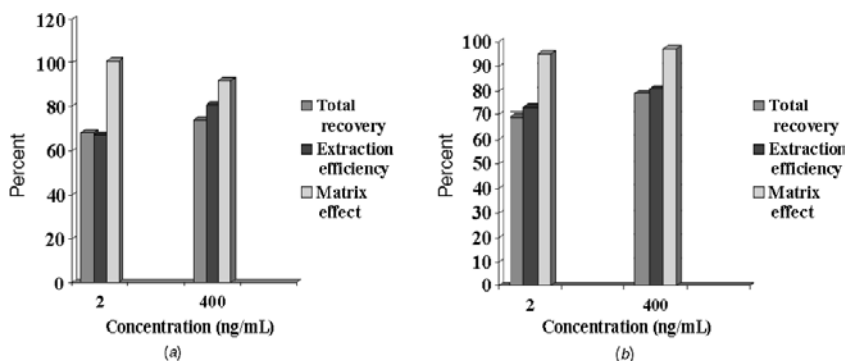 120
100
80
60
40
20
0
Percent
2
400
Concentration (ng/mL)
Total
recovery
Extraction
efficiency
Matrix
effect
(a)
100
90
80
70
60
50
40
30
20
10
0
Percent
2
400
Concentration (ng/mL)
Total
recovery
Extraction
efficiency
Matrix
effect
(b)